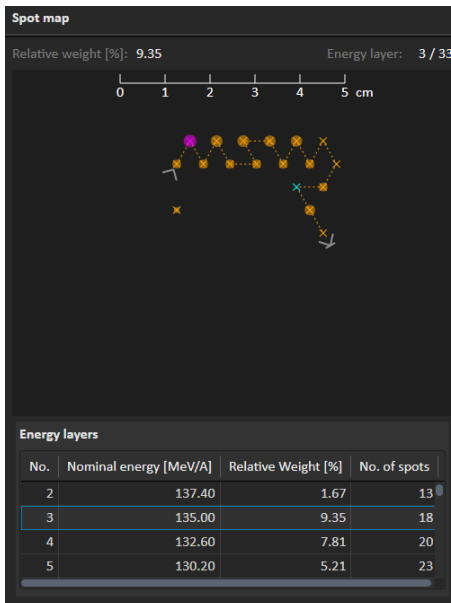 Spot map
Relative weight [%]: 9.35 Energy layer: 3 / 33
0 1 2 3 4 5 cm
Energy layers
No. Nominal energy [MeV/A] Relative Weight [%] No. of spots
2 137.40 1.67 13
3 135.00 9.35 18
4 132.60 7.81 20
5 130.20 5.21 23